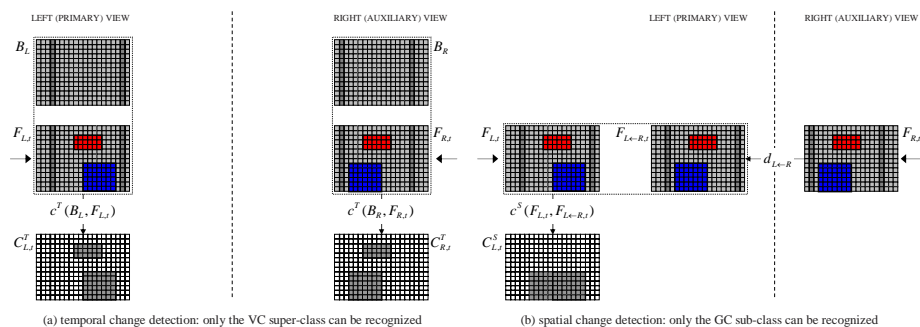 LEFT (PRIMARY) VIEW
RIGHT (AUXILIARY) VIEW
LEFT (PRIMARY) VIEW
RIGHT (AUXILIARY) VIEW
B_L
B_R
F_{L,t}
F_{R,t}
F_{L,t}
F_{L←R,t}
d_{L←R}
F_{R,t}
c^T (B_L, F_{L,t})
c^T (B_R, F_{R,t})
c^S (F_{L,t}, F_{L←R,t})
C^T_{L,t}
C^T_{R,t}
C^S_{L,t}
(a) temporal change detection: only the VC super-class can be recognized
(b) spatial change detection: only the GC sub-class can be recognized